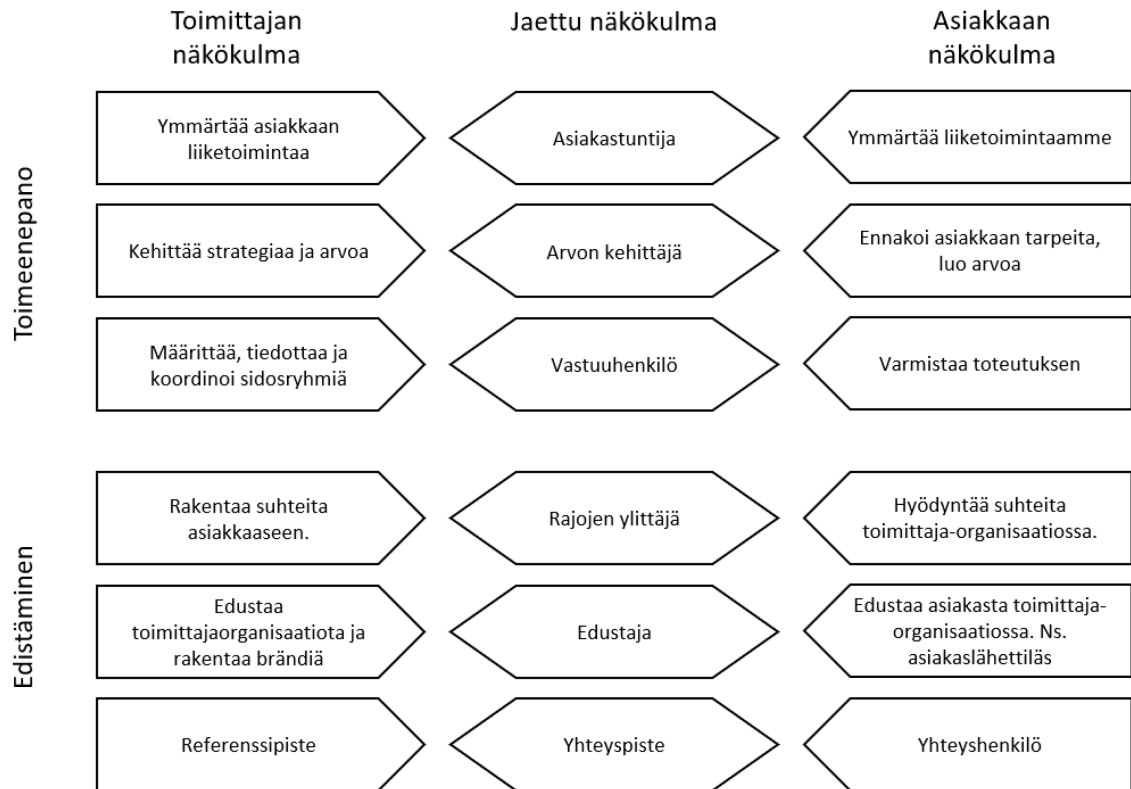 Toimittajan
näkökulma
Jaettu näkökulma
Asiakkaan
näkökulma
Toimeenepano
Ymmärtää asiakkaan
liiketoimintaa
Asiakastuntija
Ymmärtää liiketoimintaamme
Kehittää strategiaa ja arvoa
Arvon kehittäjä
Ennakoi asiakkaan tarpeita,
luo arvoa
Määrittää, tiedottaa ja
koordinoi sidosryhmiä
Vastuuhenkilö
Varmistaa toteutuksen
Edistäminen
Rakentaa suhteita
asiakkaaseen.
Rajojen ylittäjä
Hyödyntää suhteita
toimittaja-organisaatiossa.
Edustaa
toimittajaorganisaatiota ja
rakentaa brändiä
Edustaja
Edustaa asiakasta toimittaja-
organisaatiossa. Ns.
asiakaslähettiläs
Referenssipiste
Yhteyspiste
Yhteyshenkilö